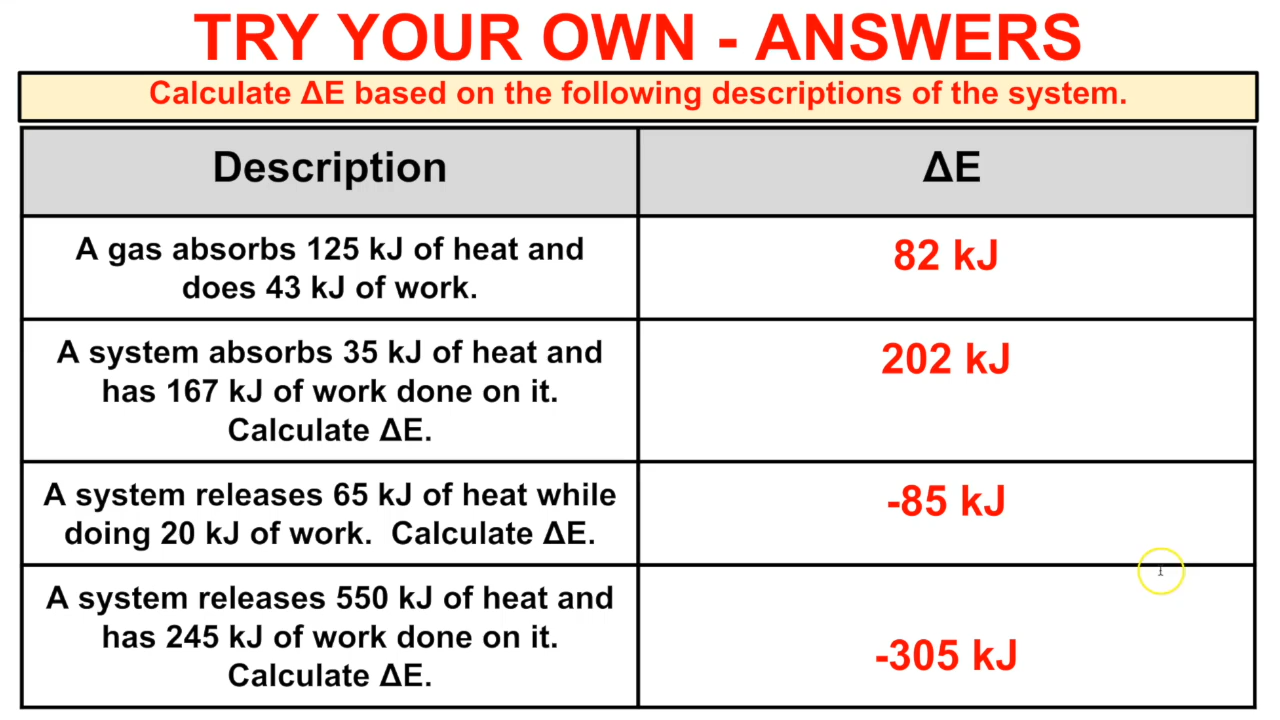 TRY YOUR OWN - ANSWERS
Calculate ΔE based on the following descriptions of the system.
Description
ΔE
A gas absorbs 125 kJ of heat and
does 43 kJ of work.
82 kJ
A system absorbs 35 kJ of heat and
has 167 kJ of work done on it.
Calculate ΔE.
202 kJ
A system releases 65 kJ of heat while
doing 20 kJ of work.  Calculate ΔE.
-85 kJ
A system releases 550 kJ of heat and
has 245 kJ of work done on it.
Calculate ΔE.
-305 kJ